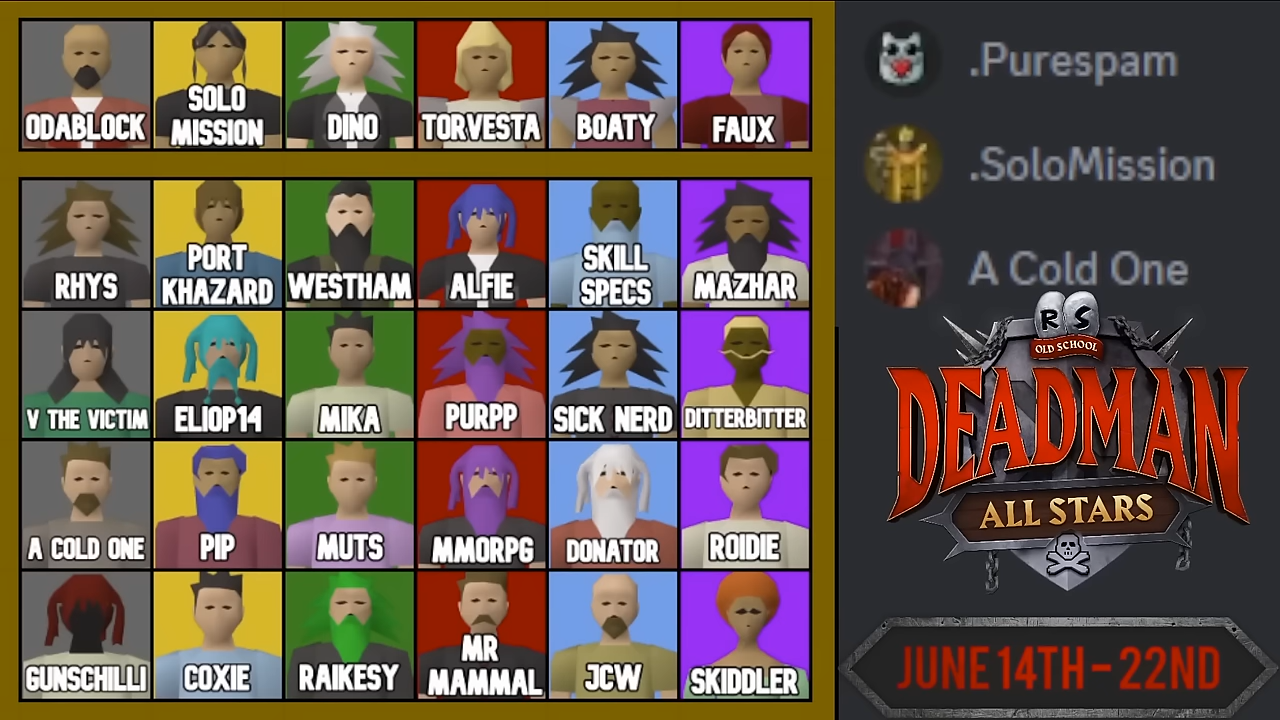 ODABLOCK
SOLO
MISSION
DINO
TORVESTA
BOATY
FAUX
RHYS
PORT
KHAZARD
WESTHAM
ALFIE
SKILL
SPECS
MAZHAR
V THE VICTIM
ELIOP14
MIKA
PURPP
SICK NERD
DITTERBITTER
A COLD ONE
PIP
MUTS
MMORPG
DONATOR
ROIDIE
GUNSCHILLI
COXIE
RAIKESY
MR
MAMMAL
JCW
SKIDDLER
.Purespam
.SoloMission
A Cold One
RS
OLD SCHOOL
DEADMAN
ALL STARS
JUNE 14TH – 22ND